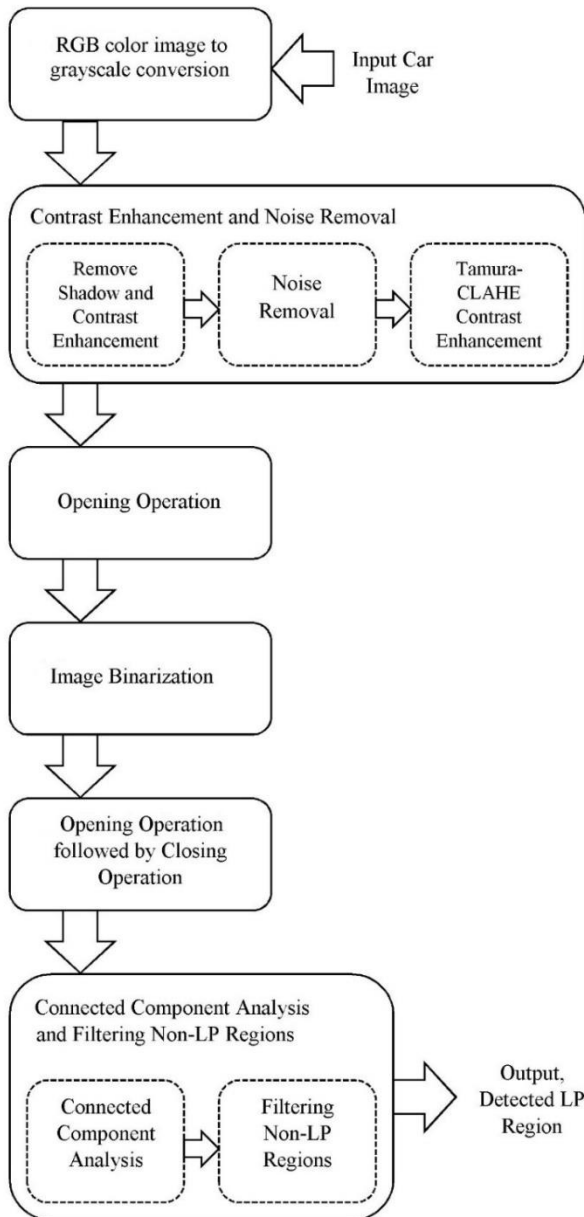 RGB color image to
grayscale conversion
Input Car
Image
Contrast Enhancement and Noise Removal
Remove
Shadow and
Contrast
Enhancement
Noise
Removal
Tamura-
CLAHE
Contrast
Enhancement
Opening Operation
Image Binarization
Opening Operation
followed by Closing
Operation
Connected Component Analysis
and Filtering Non-LP Regions
Connected
Component
Analysis
Filtering
Non-LP
Regions
Output,
Detected LP
Region